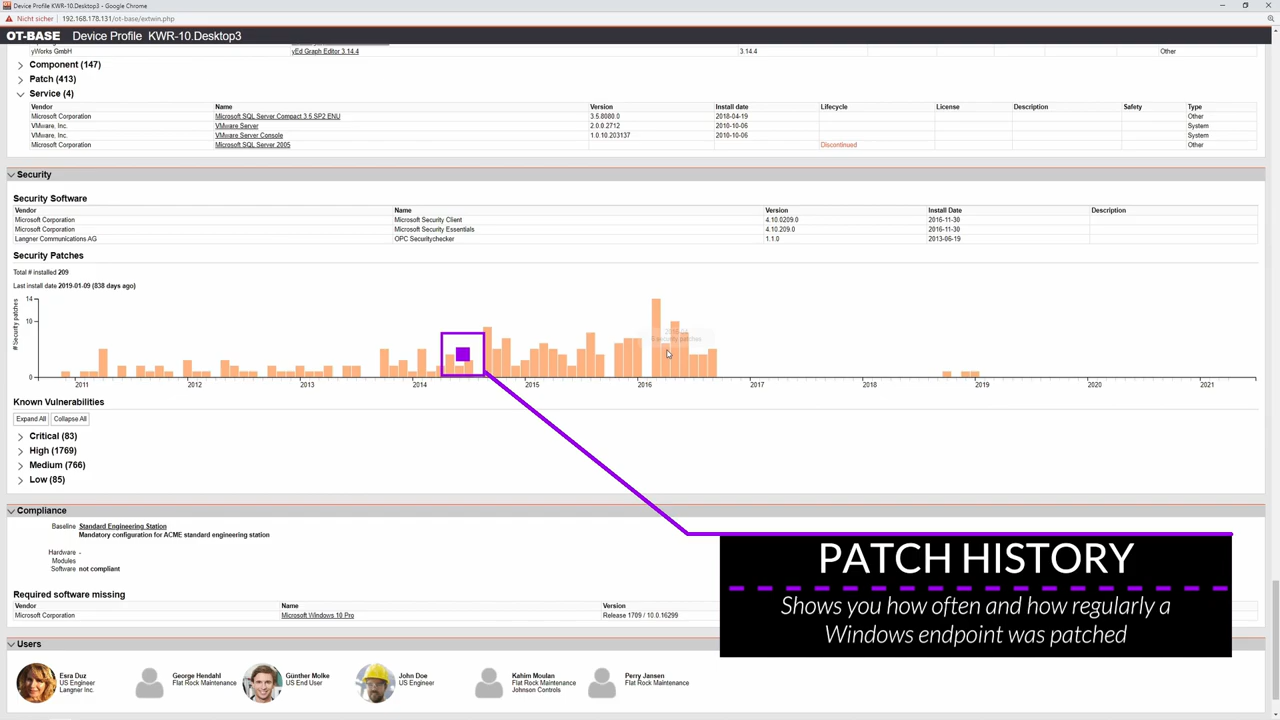 Device Profile KWR-10.Desktop3 - Google Chrome
Nicht sicher | 192.168.178.131/ot-base/extwin.php
OT-BASE Device Profile KWR-10.Desktop3
yWorks GmbH yEd Graph Editor 3.14.4 3.14.4 Other
Component (147)
Patch (413)
Service (4)
Vendor Name Version Install date Lifecycle License Description Safety Type
Microsoft Corporation Microsoft SQL Server Compact 3.5 SP2 ENU 3.5.8080.0 2018-04-19 Other
VMware, Inc. VMware Server 2.0.0.2712 2010-10-05 System
VMware, Inc. VMware Server Console 1.0.10.203137 2010-10-06 System
Microsoft Corporation Microsoft SQL Server 2005 Discontinued Other
Security
Security Software
Vendor Name Version Install Date Description
Microsoft Corporation Microsoft Security Client 4.10.0209.0 2016-11-30
Microsoft Corporation Microsoft Security Essentials 4.10.209.0 2016-11-30
Langner Communications AG OPC Securitychecker 1.1.0 2013-06-19
Security Patches
Total # installed 209
Last install date 2019-01-09 (838 days ago)
# Security patches
14
10
0
2011 2012 2013 2014 2015 2016 2017 2018 2019 2020 2021
security patches
Known Vulnerabilities
Expand All Collapse All
Critical (83)
High (1769)
Medium (766)
Low (85)
Compliance
Baseline Standard Engineering Station
Mandatory configuration for ACME standard engineering station
Hardware -
Modules
Software not compliant
Required software missing
Vendor Name Version
Microsoft Corporation Microsoft Windows 10 Pro Release 1709 / 10.0.16299
PATCH HISTORY
Shows you how often and how regularly a
Windows endpoint was patched
Users
Esra Duz
US Engineer
Langner Inc.
George Hendahl
Flat Rock Maintenance
Günther Molke
US End User
John Doe
US Engineer
Kahim Moulan
Flat Rock Maintenance
Johnson Controls
Perry Jansen
Flat Rock Maintenance